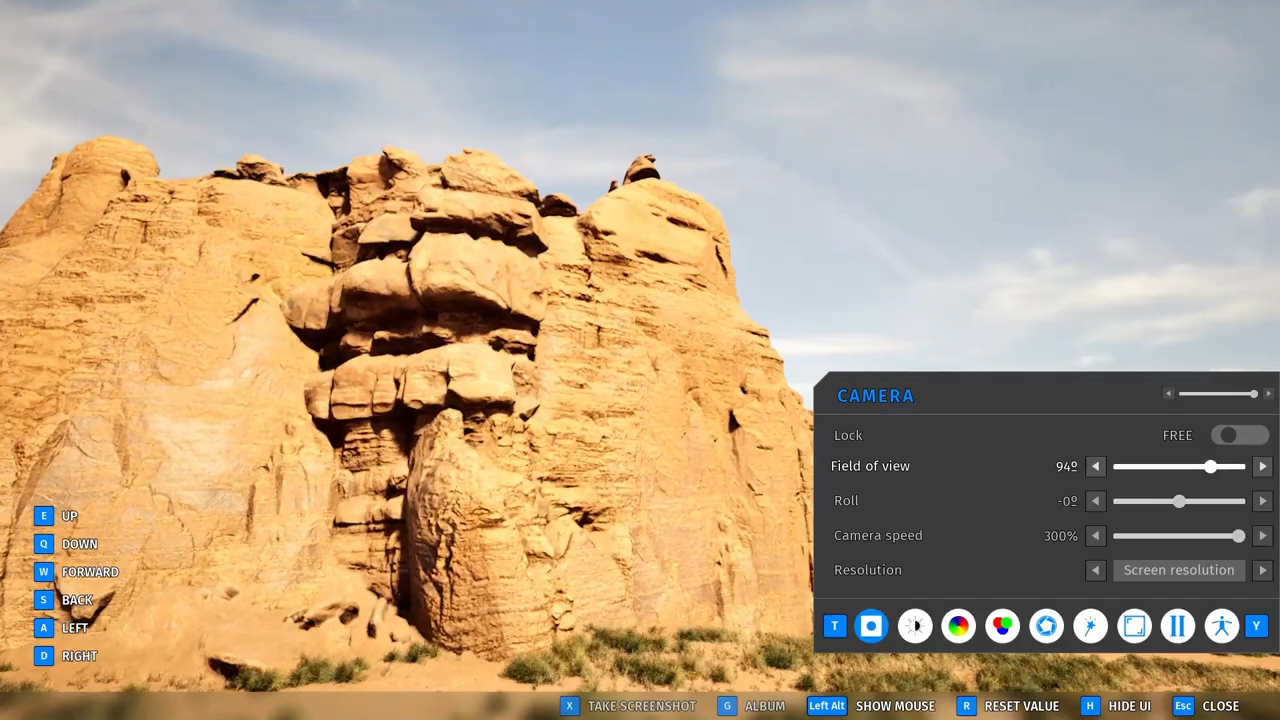 CAMERA
Lock FREE
Field of view 94º
Roll -0º
Camera speed 300%
Resolution Screen resolution
T Y
E UP
Q DOWN
W FORWARD
S BACK
A LEFT
D RIGHT
X TAKE SCREENSHOT G ALBUM Left Alt SHOW MOUSE R RESET VALUE H HIDE UI Esc CLOSE